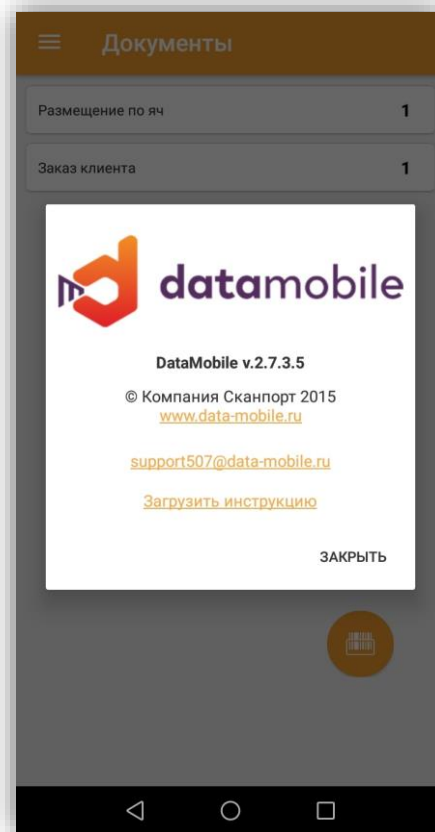 Документы
Размещение по яч 1
Заказ клиента 1
datamobile
DataMobile v.2.7.3.5
© Компания Сканпорт 2015
www.data-mobile.ru
support507@data-mobile.ru
Загрузить инструкцию
ЗАКРЫТЬ